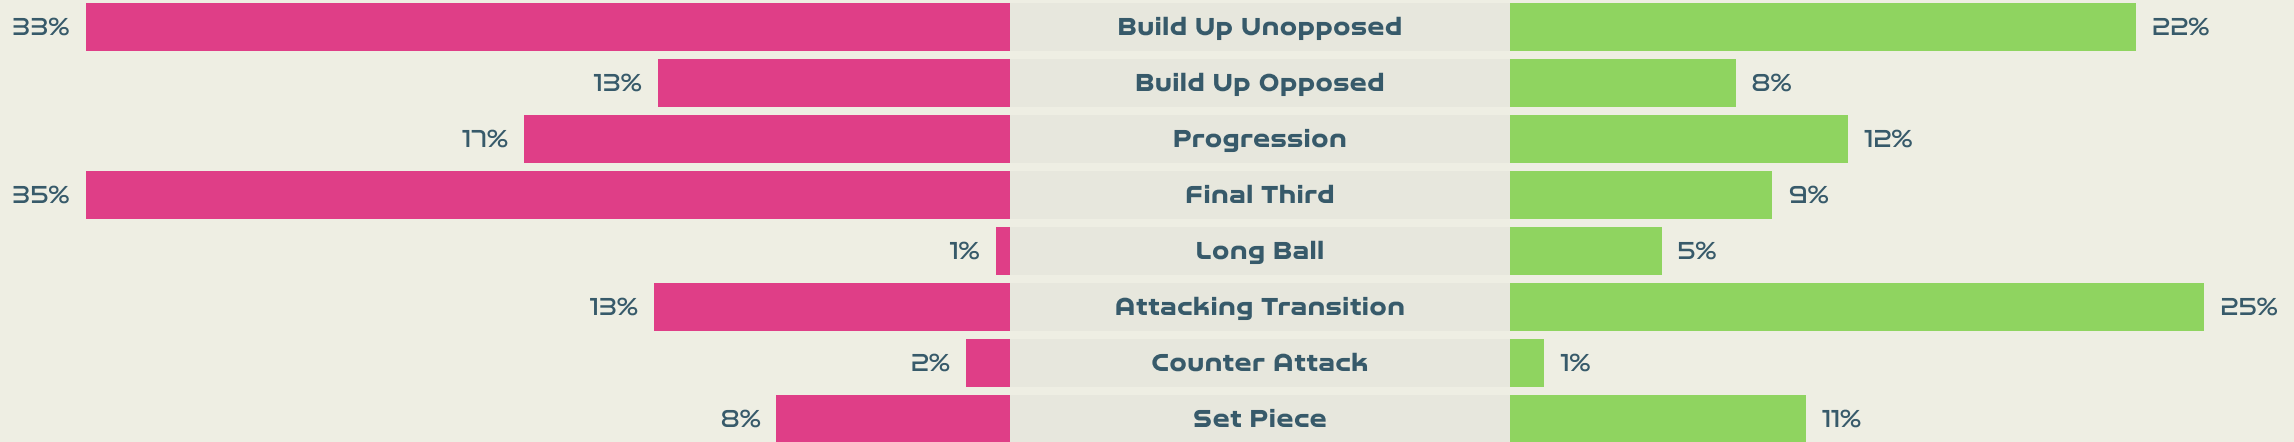 33% Build Up Unopposed 22%
13% Build Up Opposed 8%
17% Progression 12%
35% Final Third 9%
1% Long Ball 5%
13% Attacking Transition 25%
2% Counter Attack 1%
8% Set Piece 11%